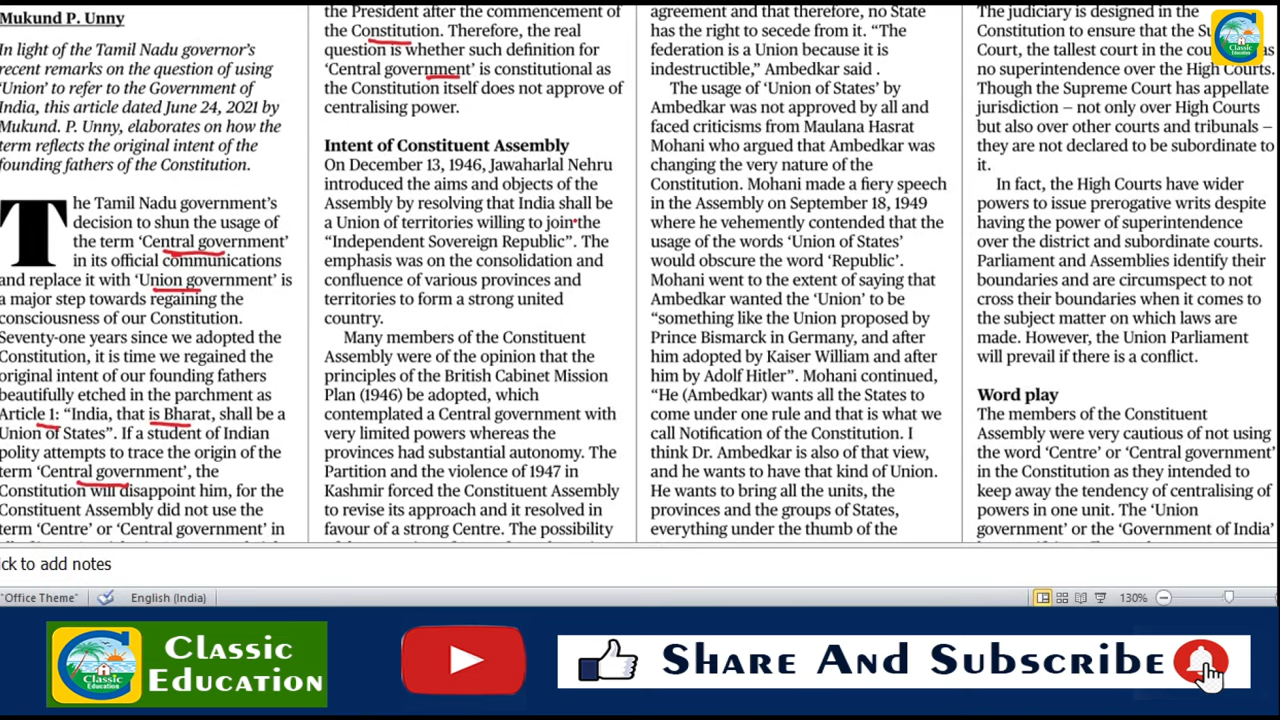 Mukund P. Unny
In light of the Tamil Nadu governor's
recent remarks on the question of using
'Union' to refer to the Government of
India, this article dated June 24, 2021 by
Mukund. P. Unny, elaborates on how the
term reflects the original intent of the
founding fathers of the Constitution.
The Tamil Nadu government's
decision to shun the usage of
the term 'Central government'
in its official communications
and replace it with 'Union government' is
a major step towards regaining the
consciousness of our Constitution.
Seventy-one years since we adopted the
Constitution, it is time we regained the
original intent of our founding fathers
beautifully etched in the parchment as
Article 1: "India, that is Bharat, shall be a
Union of States". If a student of Indian
polity attempts to trace the origin of the
term 'Central government', the
Constitution will disappoint him, for the
Constituent Assembly did not use the
term 'Centre' or 'Central government' in
the President after the commencement of
the Constitution. Therefore, the real
question is whether such definition for
'Central government' is constitutional as
the Constitution itself does not approve of
centralising power.
Intent of Constituent Assembly
On December 13, 1946, Jawaharlal Nehru
introduced the aims and objects of the
Assembly by resolving that India shall be
a Union of territories willing to join the
"Independent Sovereign Republic". The
emphasis was on the consolidation and
confluence of various provinces and
territories to form a strong united
country.
Many members of the Constituent
Assembly were of the opinion that the
principles of the British Cabinet Mission
Plan (1946) be adopted, which
contemplated a Central government with
very limited powers whereas the
provinces had substantial autonomy. The
Partition and the violence of 1947 in
Kashmir forced the Constituent Assembly
to revise its approach and it resolved in
favour of a strong Centre. The possibility
agreement and that therefore, no State
has the right to secede from it. "The
federation is a Union because it is
indestructible," Ambedkar said .
The usage of 'Union of States' by
Ambedkar was not approved by all and
faced criticisms from Maulana Hasrat
Mohani who argued that Ambedkar was
changing the very nature of the
Constitution. Mohani made a fiery speech
in the Assembly on September 18, 1949
where he vehemently contended that the
usage of the words 'Union of States'
would obscure the word 'Republic'.
Mohani went to the extent of saying that
Ambedkar wanted the 'Union' to be
"something like the Union proposed by
Prince Bismarck in Germany, and after
him adopted by Kaiser William and after
him by Adolf Hitler". Mohani continued,
"He (Ambedkar) wants all the States to
come under one rule and that is what we
call Notification of the Constitution. I
think Dr. Ambedkar is also of that view,
and he wants to have that kind of Union.
He wants to bring all the units, the
provinces and the groups of States,
everything under the thumb of the
The judiciary is designed in the
Constitution to ensure that the
Court, the tallest court in the
no superintendence over the High Courts.
Though the Supreme Court has appellate
jurisdiction – not only over High Courts
but also over other courts and tribunals –
they are not declared to be subordinate to
it.
In fact, the High Courts have wider
powers to issue prerogative writs despite
having the power of superintendence
over the district and subordinate courts.
Parliament and Assemblies identify their
boundaries and are circumspect to not
cross their boundaries when it comes to
the subject matter on which laws are
made. However, the Union Parliament
will prevail if there is a conflict.
Word play
The members of the Constituent
Assembly were very cautious of not using
the word 'Centre' or 'Central government'
in the Constitution as they intended to
keep away the tendency of centralising of
powers in one unit. The 'Union
government' or the 'Government of India'
Classic
Education
ck to add notes
"Office Theme"
English (India)
130%
Classic
Education
Classic
Education
Share And Subscribe